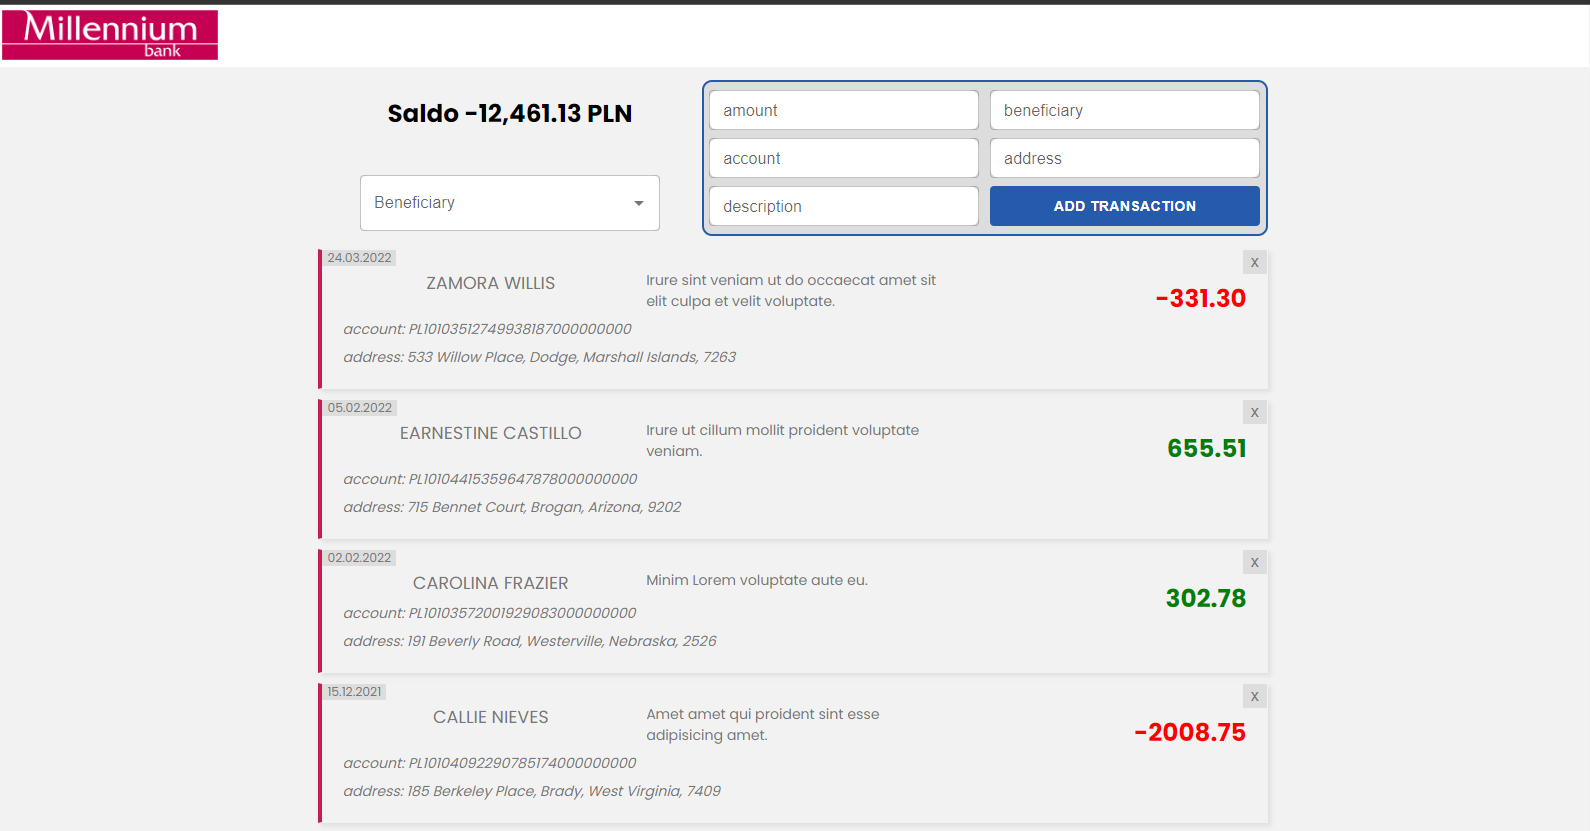 Millennium
bank
Saldo -12,461.13 PLN
amount
beneficiary
account
address
description
ADD TRANSACTION
Beneficiary
24.03.2022
X
ZAMORA WILLIS
Irure sint veniam ut do occaecat amet sit
elit culpa et velit voluptate.
-331.30
account: PL10103512749938187000000000
address: 533 Willow Place, Dodge, Marshall Islands, 7263
05.02.2022
X
EARNESTINE CASTILLO
Irure ut cillum mollit proident voluptate
veniam.
655.51
account: PL10104415359647878000000000
address: 715 Bennet Court, Brogan, Arizona, 9202
02.02.2022
X
CAROLINA FRAZIER
Minim Lorem voluptate aute eu.
302.78
account: PL10103572001929083000000000
address: 191 Beverly Road, Westerville, Nebraska, 2526
15.12.2021
X
CALLIE NIEVES
Amet amet qui proident sint esse
adipisicing amet.
-2008.75
account: PL10104092290785174000000000
address: 185 Berkeley Place, Brady, West Virginia, 7409